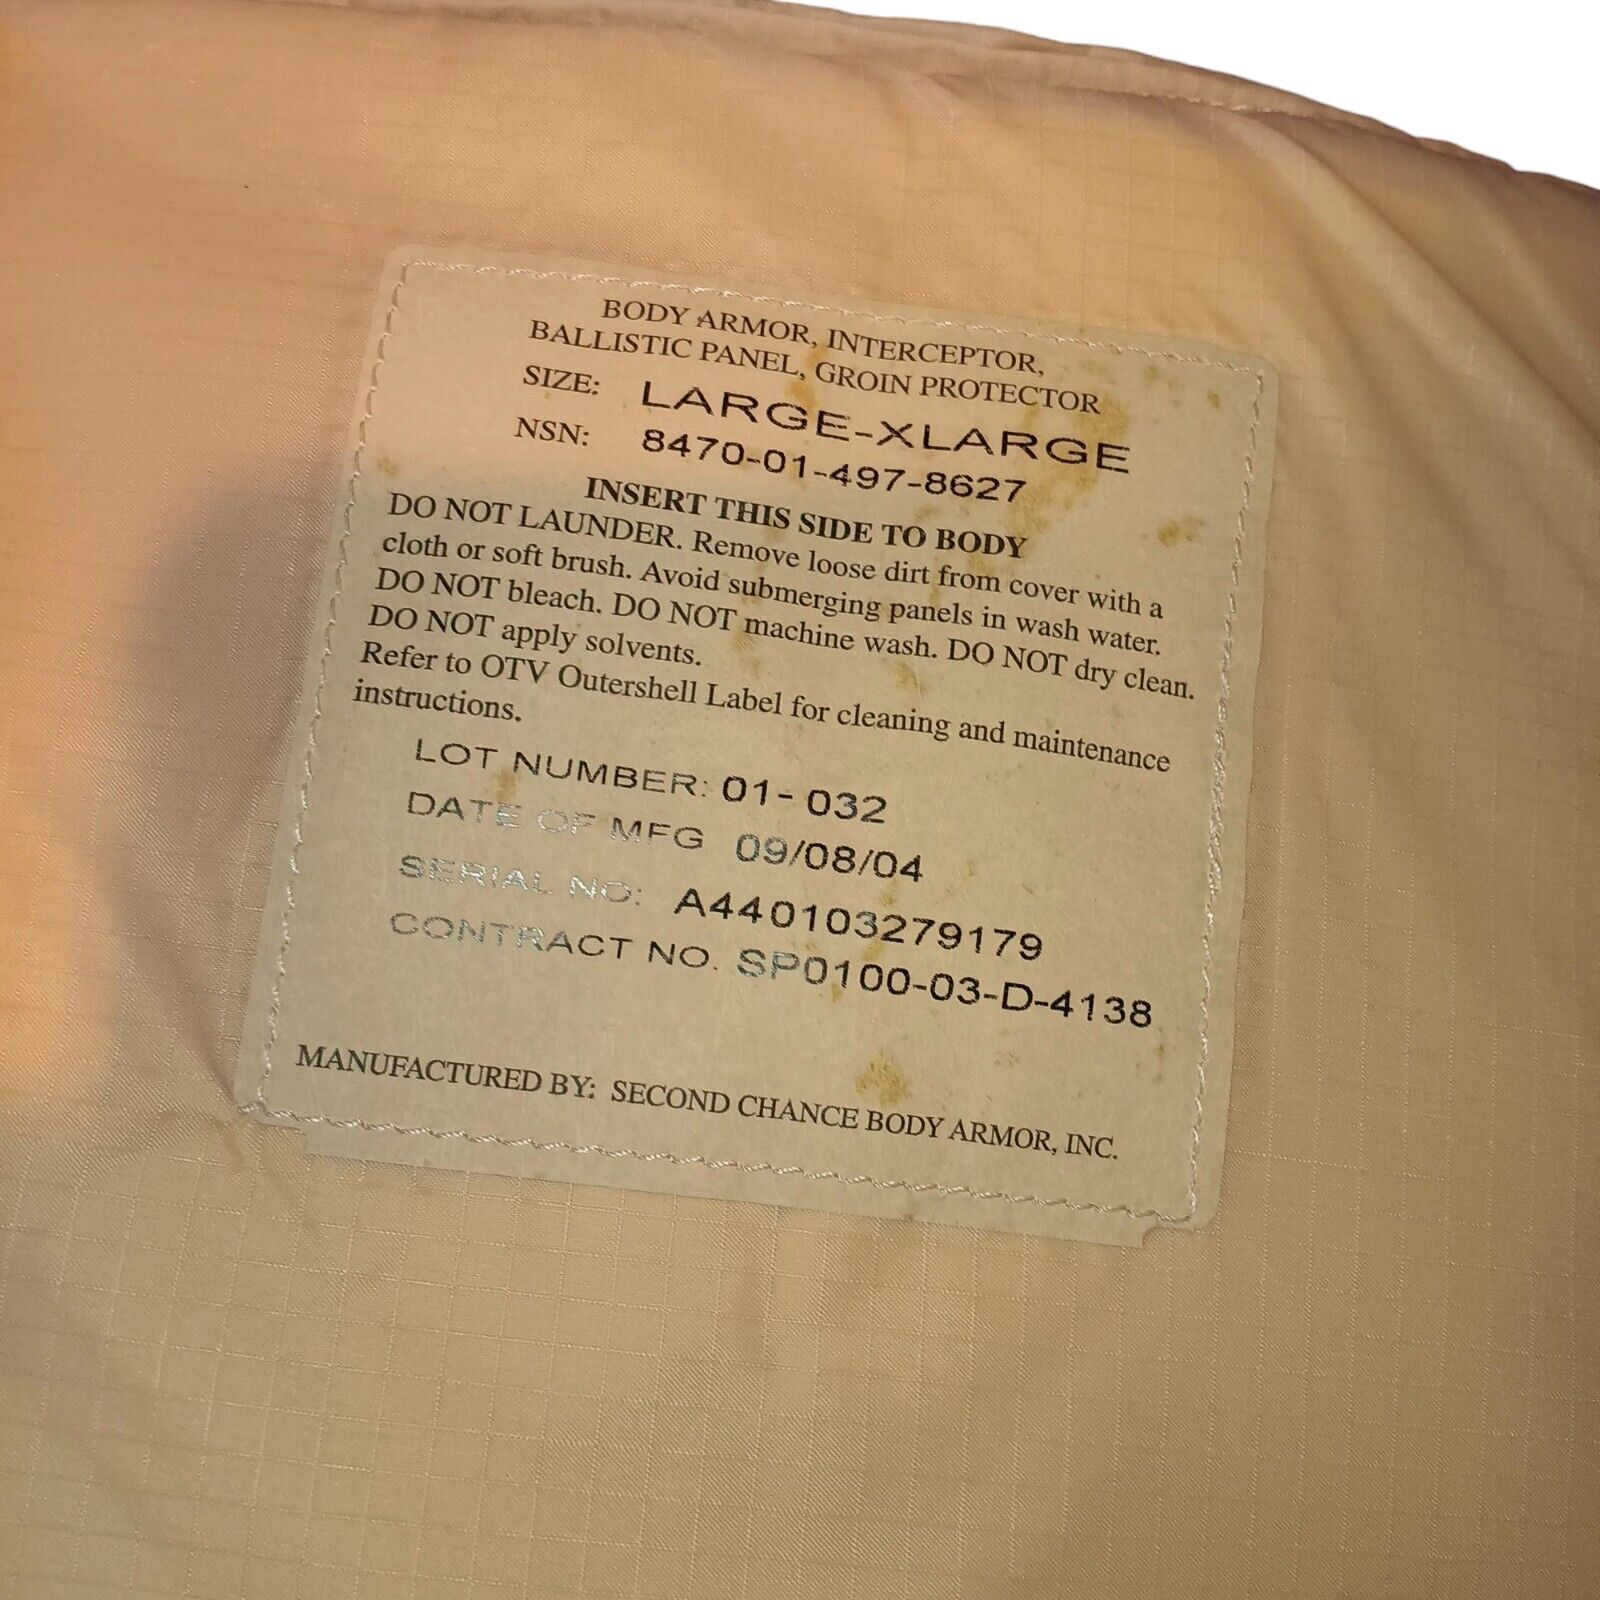 BODY ARMOR, INTERCEPTOR,
BALLISTIC PANEL, GROIN PROTECTOR
SIZE: LARGE-XLARGE
NSN: 8470-01-497-8627
INSERT THIS SIDE TO BODY
DO NOT LAUNDER. Remove loose dirt from cover with a
cloth or soft brush. Avoid submerging panels in wash water.
DO NOT bleach. DO NOT machine wash. DO NOT dry clean.
DO NOT apply solvents.
Refer to OTV Outershell Label for cleaning and maintenance
instructions.
LOT NUMBER: 01-032
DATE OF MFG 09/08/04
SERIAL NO: A440103279179
CONTRACT NO. SP0100-03-D-4138
MANUFACTURED BY: SECOND CHANCE BODY ARMOR, INC.